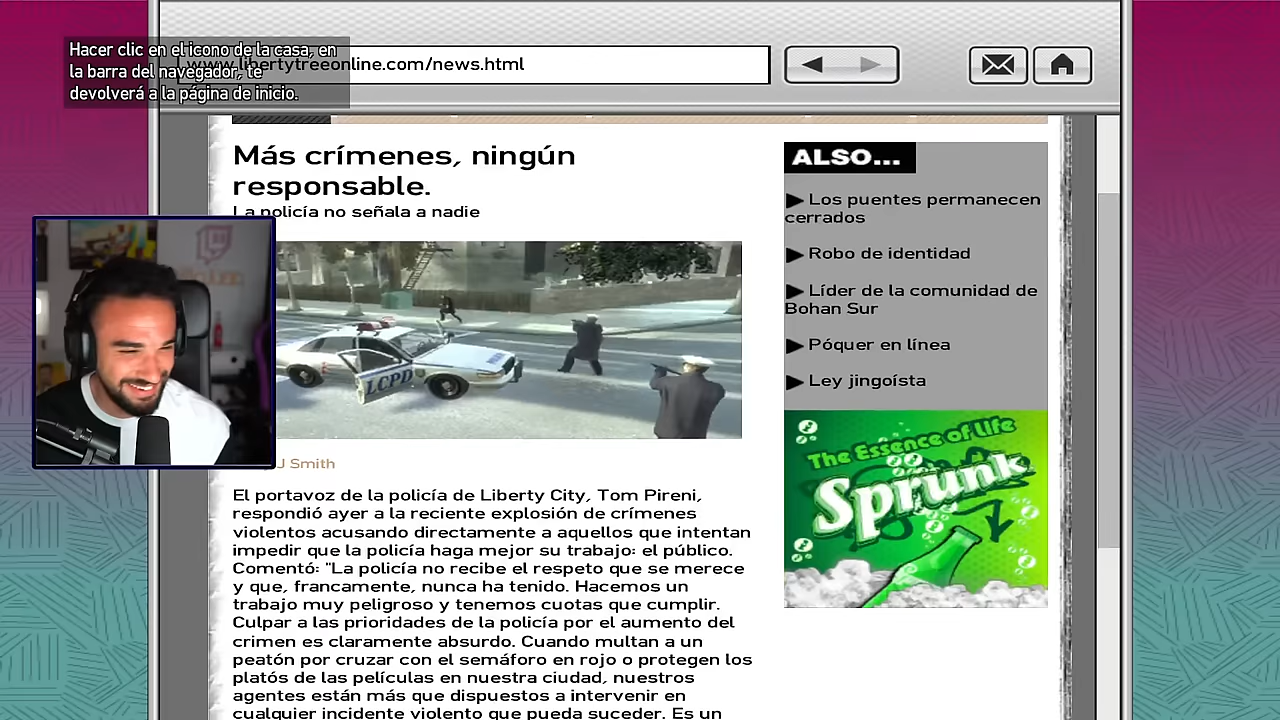 Hacer clic en el icono de la casa, en
la barra del navegador, te
devolverá a la página de inicio.
www.libertytreeonline.com/news.html
Más crímenes, ningún
responsable.
La policía no señala a nadie
LCPD
J Smith
El portavoz de la policía de Liberty City, Tom Pireni,
respondió ayer a la reciente explosión de crímenes
violentos acusando directamente a aquellos que intentan
impedir que la policía haga mejor su trabajo: el público.
Comentó: "La policía no recibe el respeto que se merece
y que, francamente, nunca ha tenido. Hacemos un
trabajo muy peligroso y tenemos cuotas que cumplir.
Culpar a las prioridades de la policía por el aumento del
crimen es claramente absurdo. Cuando multan a un
peatón por cruzar con el semáforo en rojo o protegen los
platós de las películas en nuestra ciudad, nuestros
agentes están más que dispuestos a intervenir en
cualquier incidente violento que pueda suceder. Es un
ALSO...
Los puentes permanecen
cerrados
Robo de identidad
Líder de la comunidad de
Bohan Sur
Póquer en línea
Ley jingoísta
The Essence of Life
Sprunk